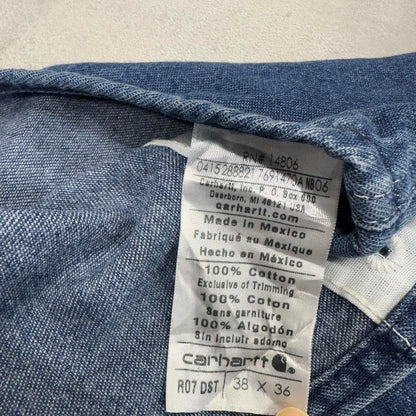 RN# 14806
0415288821769147OA NB06
Carhartt, Inc. P. O. Box 600
Dearborn, MI 48121 USA
carhartt.com
Made in Mexico
Fabriqué au Mexique
Hecho en México
100% Cotton
Exclusive of Trimming
100% Coton
Sans garniture
100% Algodón
Sin incluir adorno
carhartt
R07 DST 38 X 36